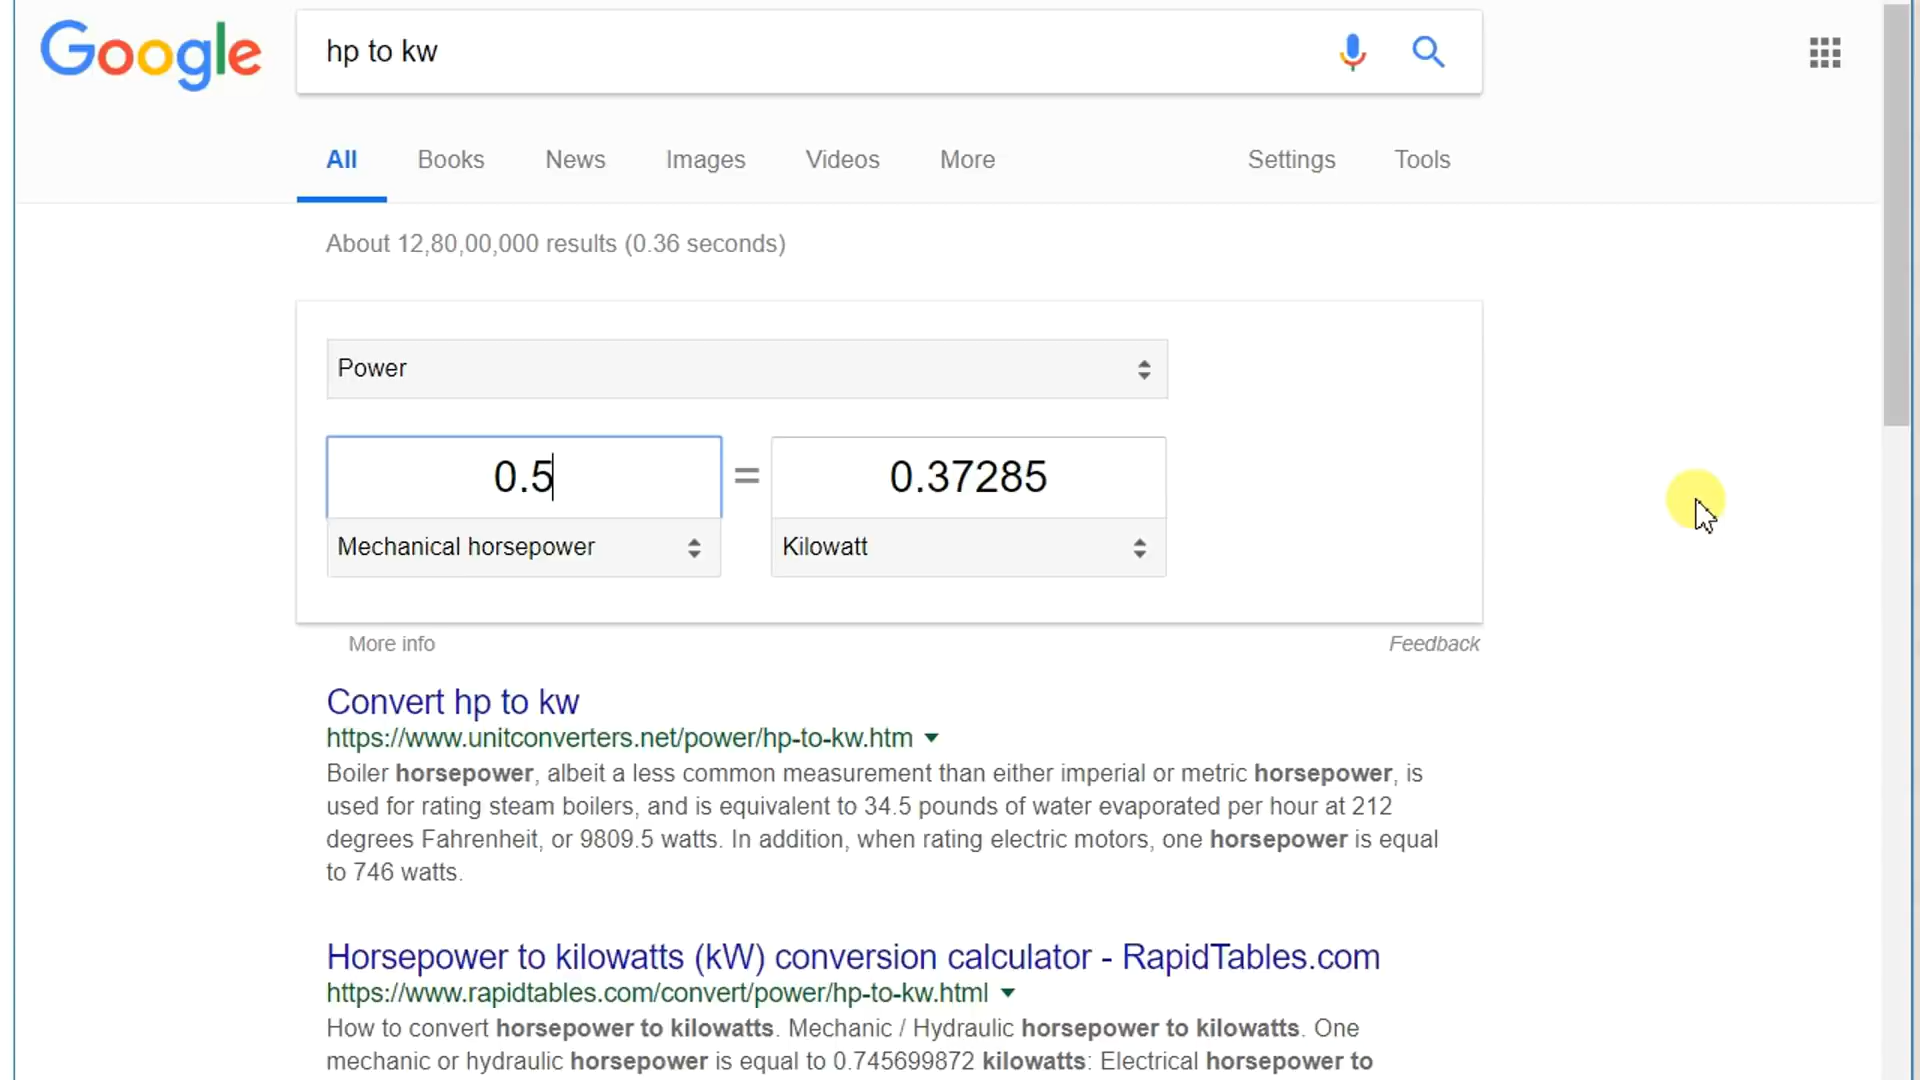 Google
hp to kw
All Books News Images Videos More Settings Tools
About 12,80,00,000 results (0.36 seconds)
Power
0.5 = 0.37285
Mechanical horsepower Kilowatt
More info Feedback
Convert hp to kw
https://www.unitconverters.net/power/hp-to-kw.htm
Boiler horsepower, albeit a less common measurement than either imperial or metric horsepower, is
used for rating steam boilers, and is equivalent to 34.5 pounds of water evaporated per hour at 212
degrees Fahrenheit, or 9809.5 watts. In addition, when rating electric motors, one horsepower is equal
to 746 watts.
Horsepower to kilowatts (kW) conversion calculator - RapidTables.com
https://www.rapidtables.com/convert/power/hp-to-kw.html
How to convert horsepower to kilowatts. Mechanic / Hydraulic horsepower to kilowatts. One
mechanic or hydraulic horsepower is equal to 0.745699872 kilowatts: Electrical horsepower to